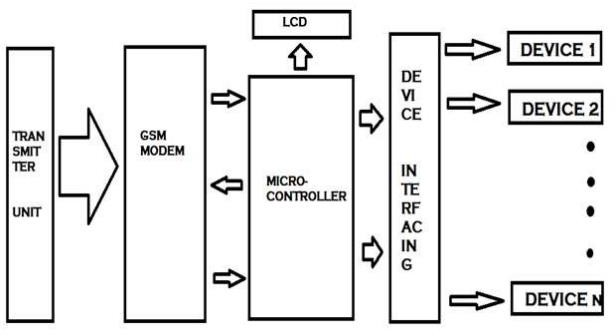 LCD
TRAN
SMIT
TER
UNIT
GSM
MODEM
MICRO-
CONTROLLER
DE
VI
CE
IN
TE
RF
AC
IN
G
DEVICE 1
DEVICE 2
DEVICE N